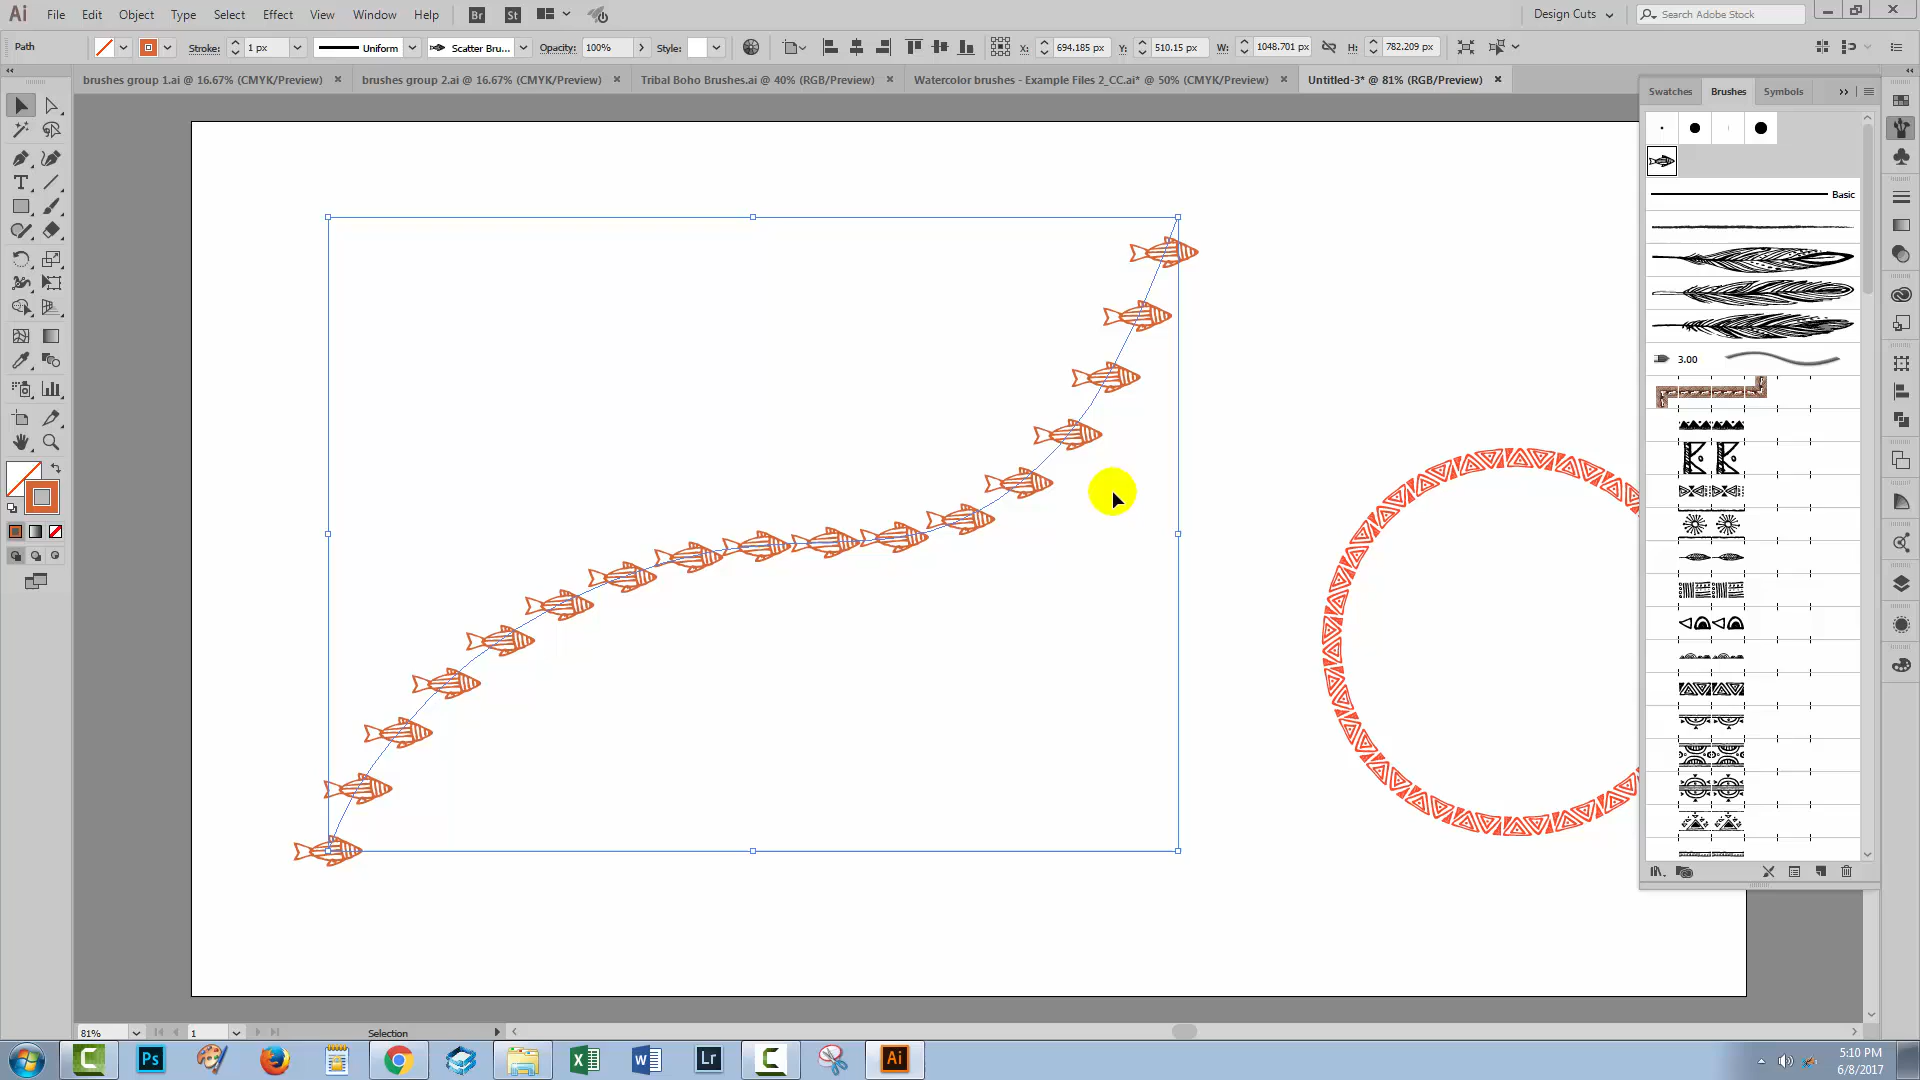 Ai File Edit Object Type Select Effect View Window Help Br St Design Cuts Search Adobe Stock
Path Stroke: 1 px Uniform Scatter Bru... Opacity: 100% Style: X: 694.185 px Y: 510.15 px W: 1048.701 px H: 782.209 px
brushes group 1.ai @ 16.67% (CMYK/Preview) × brushes group 2.ai @ 16.67% (CMYK/Preview) × Tribal Boho Brushes.ai @ 40% (RGB/Preview) × Watercolor brushes - Example Files 2_CC.ai* @ 50% (CMYK/Preview) × Untitled-3* @ 81% (RGB/Preview) ×
Swatches Brushes Symbols
Basic
3.00
81% 1 Selection
Ps Lr Ai
5:10 PM
6/8/2017